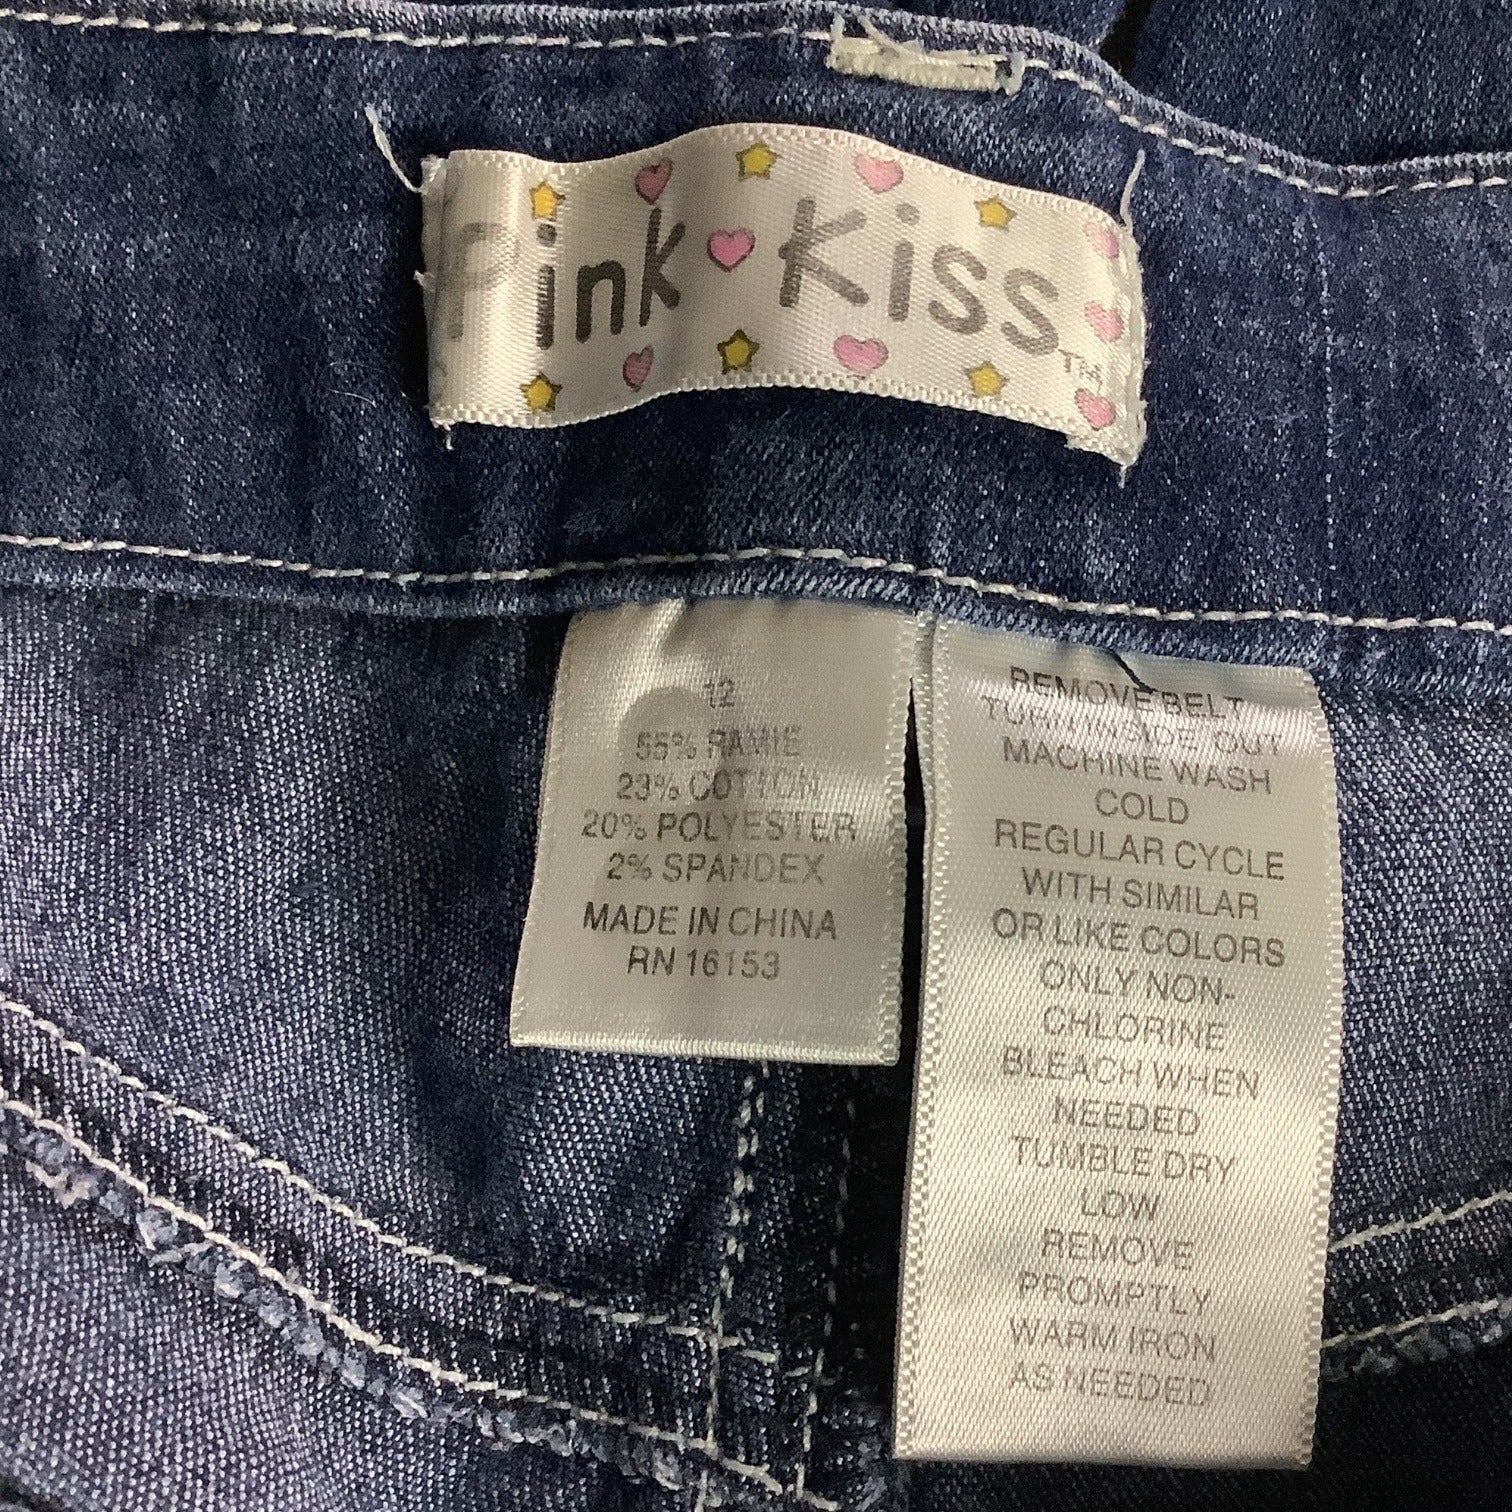 Pink Kiss TM
12
55% RAMIE
23% COTTON
20% POLYESTER
2% SPANDEX
MADE IN CHINA
RN 16153
REMOVE BELT
TURN INSIDE OUT
MACHINE WASH
COLD
REGULAR CYCLE
WITH SIMILAR
OR LIKE COLORS
ONLY NON-
CHLORINE
BLEACH WHEN
NEEDED
TUMBLE DRY
LOW
REMOVE
PROMPTLY
WARM IRON
AS NEEDED